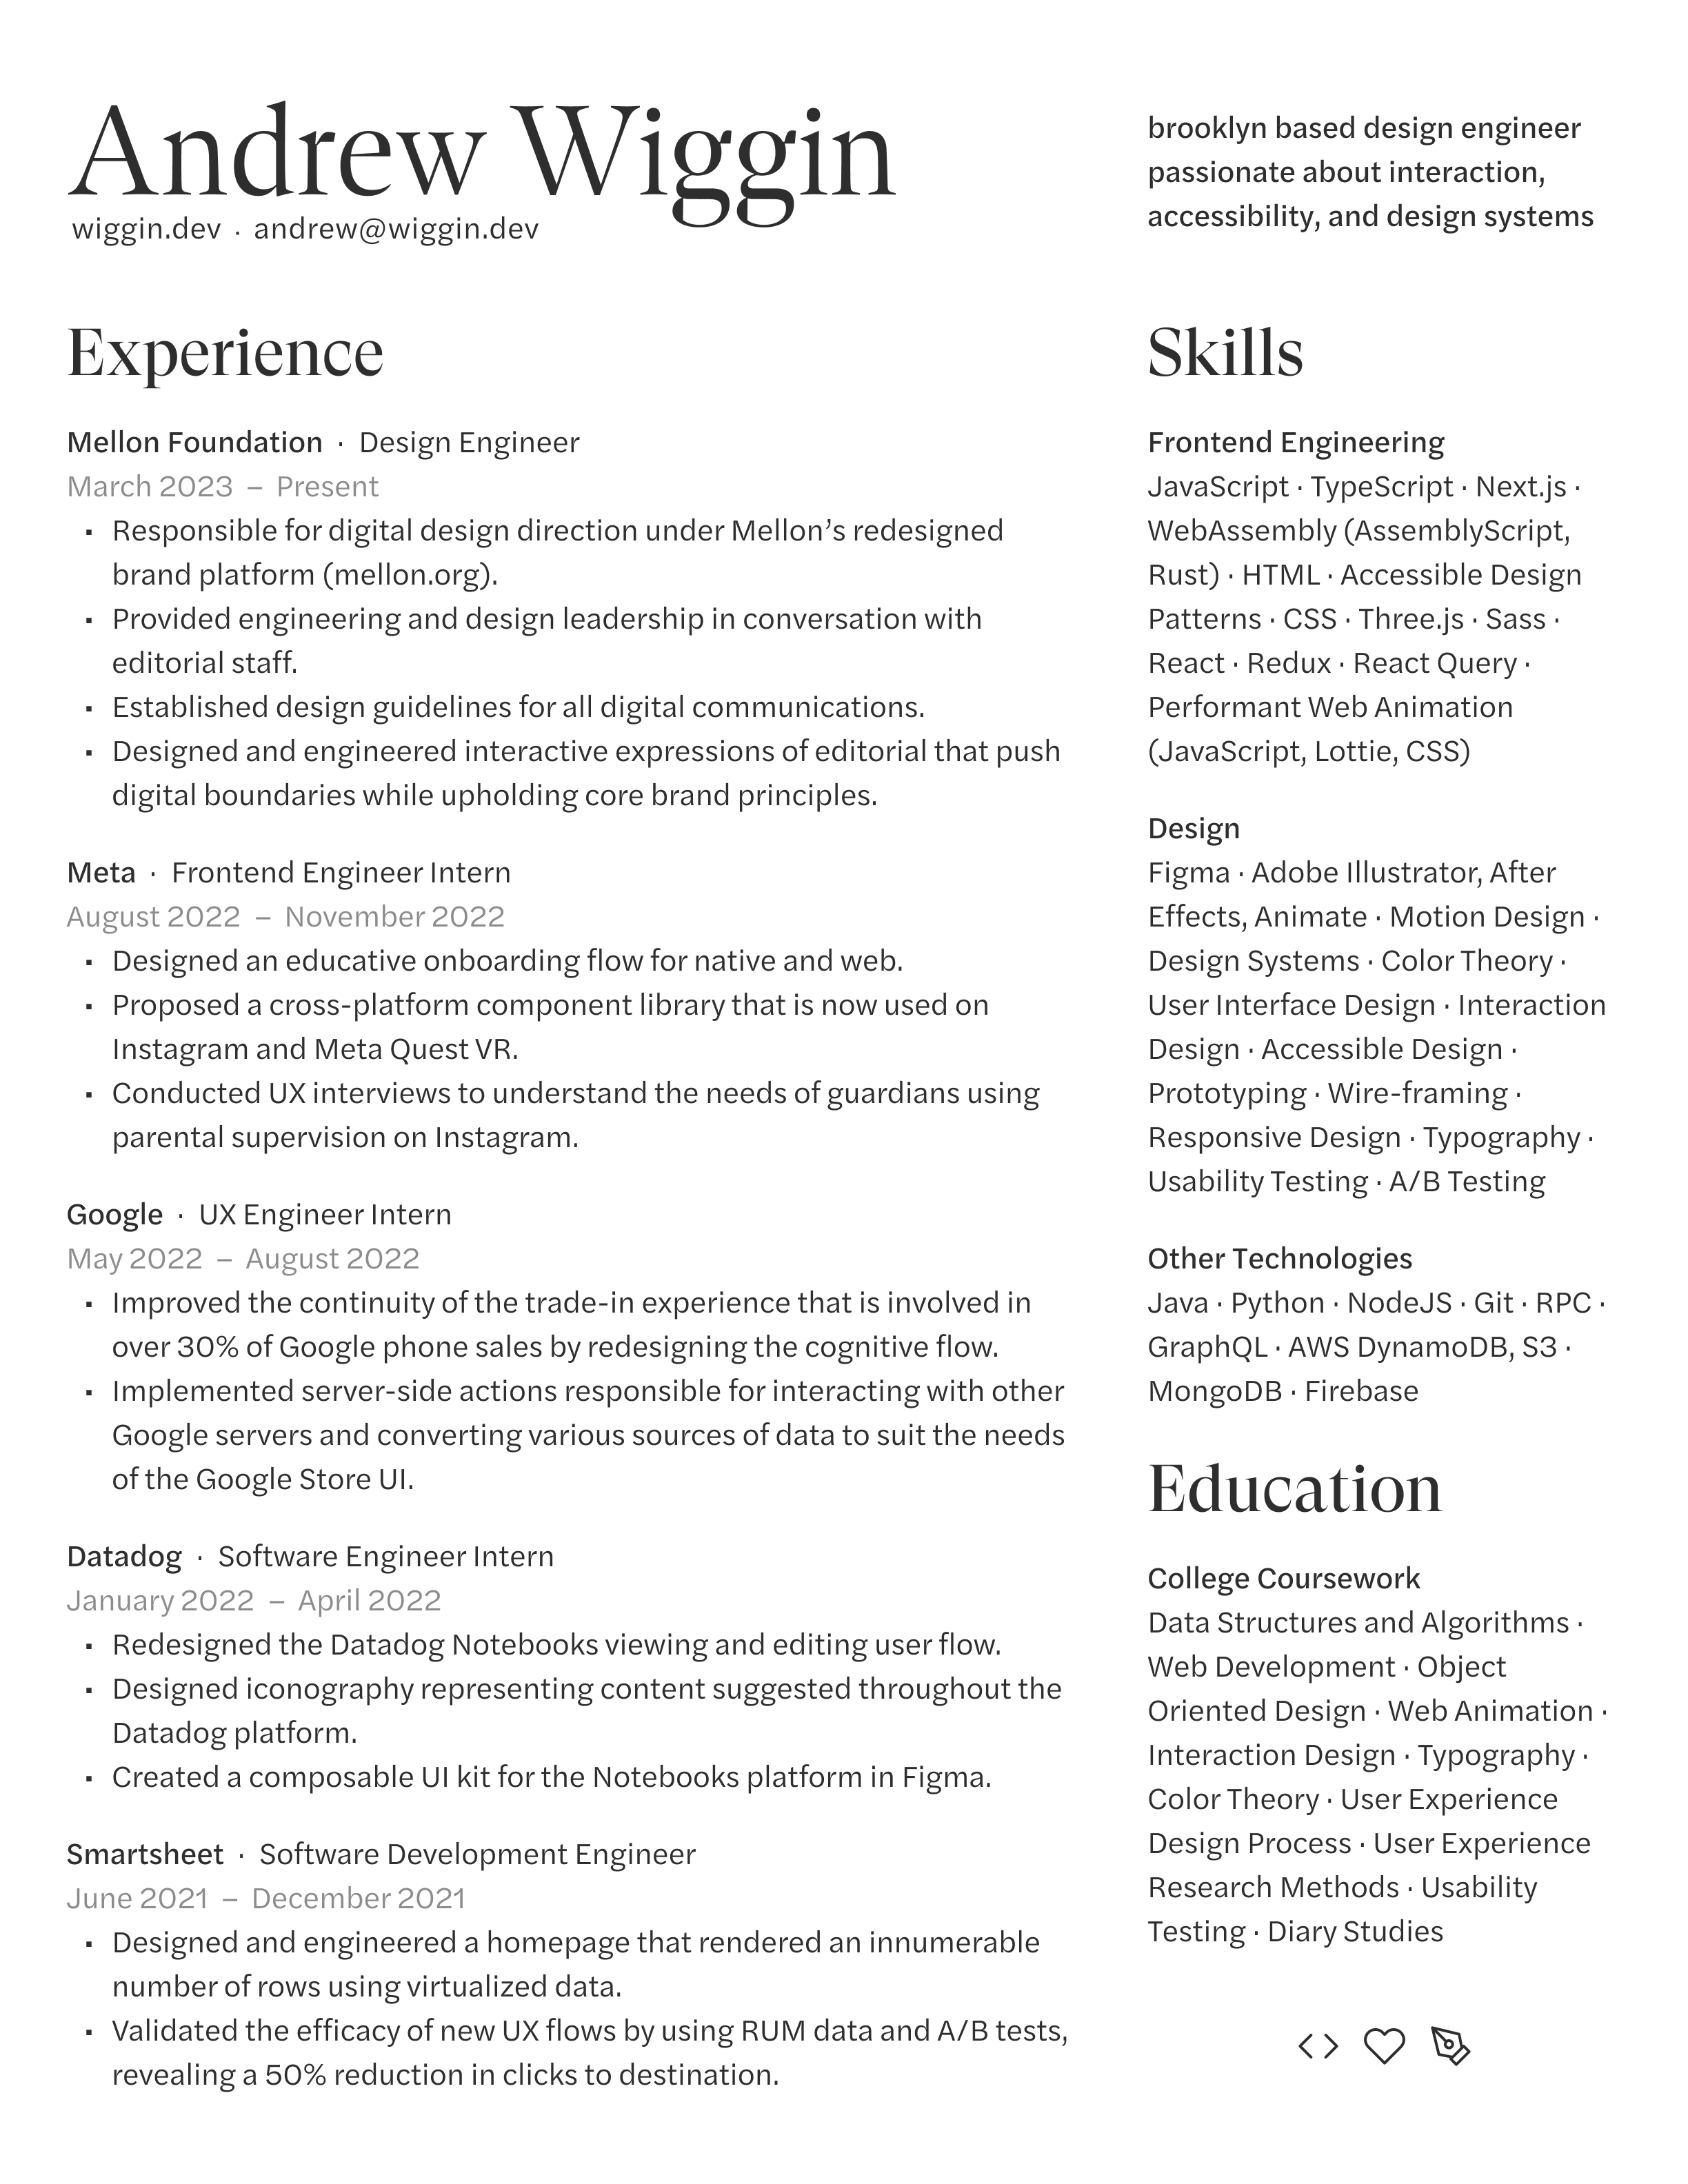 Andrew Wiggin
wiggin.dev · andrew@wiggin.dev
brooklyn based design engineer
passionate about interaction,
accessibility, and design systems
Experience
Mellon Foundation · Design Engineer
March 2023 – Present
▪ Responsible for digital design direction under Mellon’s redesigned
brand platform (mellon.org).
▪ Provided engineering and design leadership in conversation with
editorial staff.
▪ Established design guidelines for all digital communications.
▪ Designed and engineered interactive expressions of editorial that push
digital boundaries while upholding core brand principles.
Meta · Frontend Engineer Intern
August 2022 – November 2022
▪ Designed an educative onboarding flow for native and web.
▪ Proposed a cross-platform component library that is now used on
Instagram and Meta Quest VR.
▪ Conducted UX interviews to understand the needs of guardians using
parental supervision on Instagram.
Google · UX Engineer Intern
May 2022 – August 2022
▪ Improved the continuity of the trade-in experience that is involved in
over 30% of Google phone sales by redesigning the cognitive flow.
▪ Implemented server-side actions responsible for interacting with other
Google servers and converting various sources of data to suit the needs
of the Google Store UI.
Datadog · Software Engineer Intern
January 2022 – April 2022
▪ Redesigned the Datadog Notebooks viewing and editing user flow.
▪ Designed iconography representing content suggested throughout the
Datadog platform.
▪ Created a composable UI kit for the Notebooks platform in Figma.
Smartsheet · Software Development Engineer
June 2021 – December 2021
▪ Designed and engineered a homepage that rendered an innumerable
number of rows using virtualized data.
▪ Validated the efficacy of new UX flows by using RUM data and A/B tests,
revealing a 50% reduction in clicks to destination.
Skills
Frontend Engineering
JavaScript · TypeScript · Next.js ·
WebAssembly (AssemblyScript,
Rust) · HTML · Accessible Design
Patterns · CSS · Three.js · Sass ·
React · Redux · React Query ·
Performant Web Animation
(JavaScript, Lottie, CSS)
Design
Figma · Adobe Illustrator, After
Effects, Animate · Motion Design ·
Design Systems · Color Theory ·
User Interface Design · Interaction
Design · Accessible Design ·
Prototyping · Wire-framing ·
Responsive Design · Typography ·
Usability Testing · A/B Testing
Other Technologies
Java · Python · NodeJS · Git · RPC ·
GraphQL · AWS DynamoDB, S3 ·
MongoDB · Firebase
Education
College Coursework
Data Structures and Algorithms ·
Web Development · Object
Oriented Design · Web Animation ·
Interaction Design · Typography ·
Color Theory · User Experience
Design Process · User Experience
Research Methods · Usability
Testing · Diary Studies